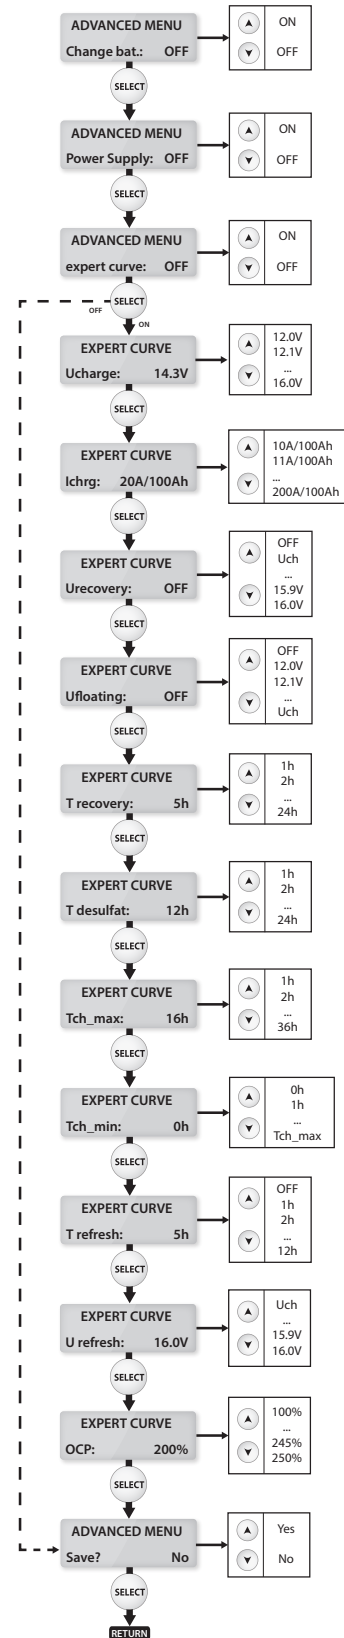 ADVANCED MENU
Change bat.: OFF
ON
OFF
SELECT
ADVANCED MENU
Power Supply: OFF
ON
OFF
SELECT
ADVANCED MENU
expert curve: OFF
ON
OFF
SELECT
OFF
ON
EXPERT CURVE
Ucharge: 14.3V
12.0V
12.1V
...
16.0V
SELECT
EXPERT CURVE
Ichrg: 20A/100Ah
10A/100Ah
11A/100Ah
...
200A/100Ah
SELECT
EXPERT CURVE
Urecovery: OFF
OFF
Uch
...
15.9V
16.0V
SELECT
EXPERT CURVE
Ufloating: OFF
OFF
12.0V
12.1V
...
Uch
SELECT
EXPERT CURVE
T recovery: 5h
1h
2h
...
24h
SELECT
EXPERT CURVE
T desulfat: 12h
1h
2h
...
24h
SELECT
EXPERT CURVE
Tch_max: 16h
1h
2h
...
36h
SELECT
EXPERT CURVE
Tch_min: 0h
0h
1h
...
Tch_max
SELECT
EXPERT CURVE
T refresh: 5h
OFF
1h
2h
...
12h
SELECT
EXPERT CURVE
U refresh: 16.0V
Uch
...
15.9V
16.0V
SELECT
EXPERT CURVE
OCP: 200%
100%
...
245%
250%
SELECT
ADVANCED MENU
Save? No
Yes
No
SELECT
RETURN